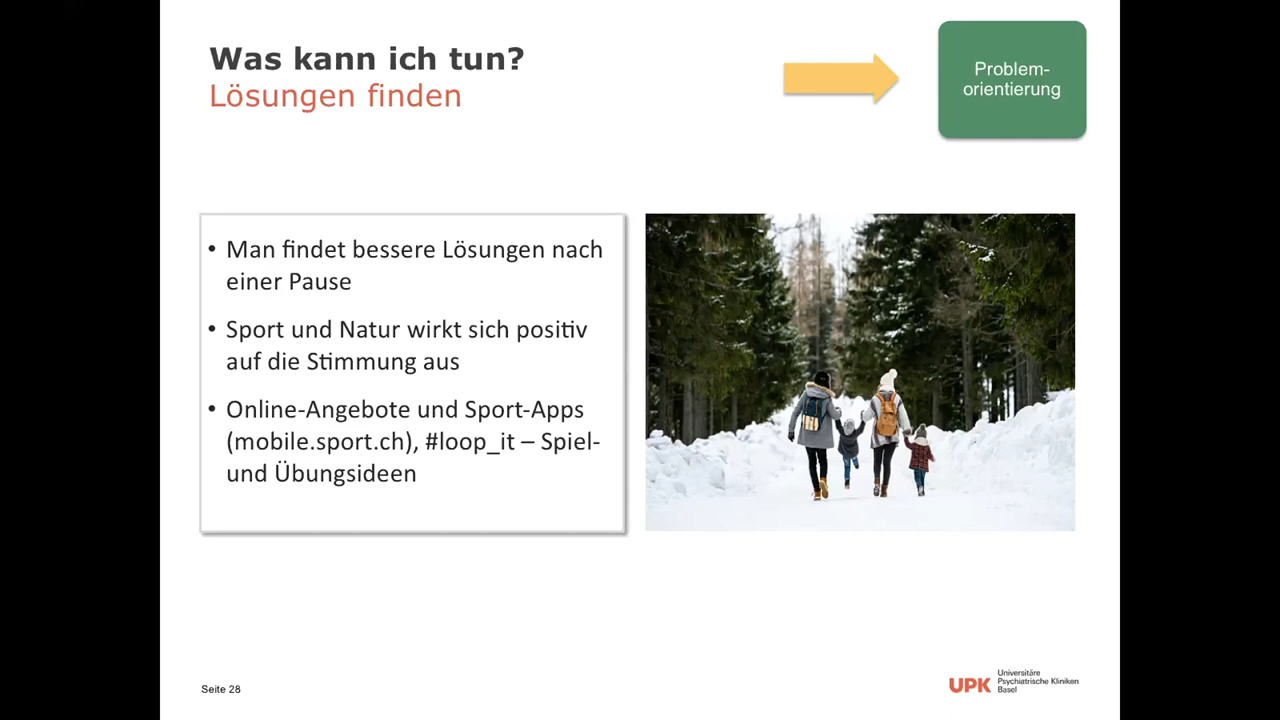 Was kann ich tun?
Lösungen finden
Problem-
orientierung
• Man findet bessere Lösungen nach
einer Pause
• Sport und Natur wirkt sich positiv
auf die Stimmung aus
• Online-Angebote und Sport-Apps
(mobile.sport.ch), #loop_it – Spiel-
und Übungsideen
Seite 28
UPK
Universitäre
Psychiatrische Kliniken
Basel